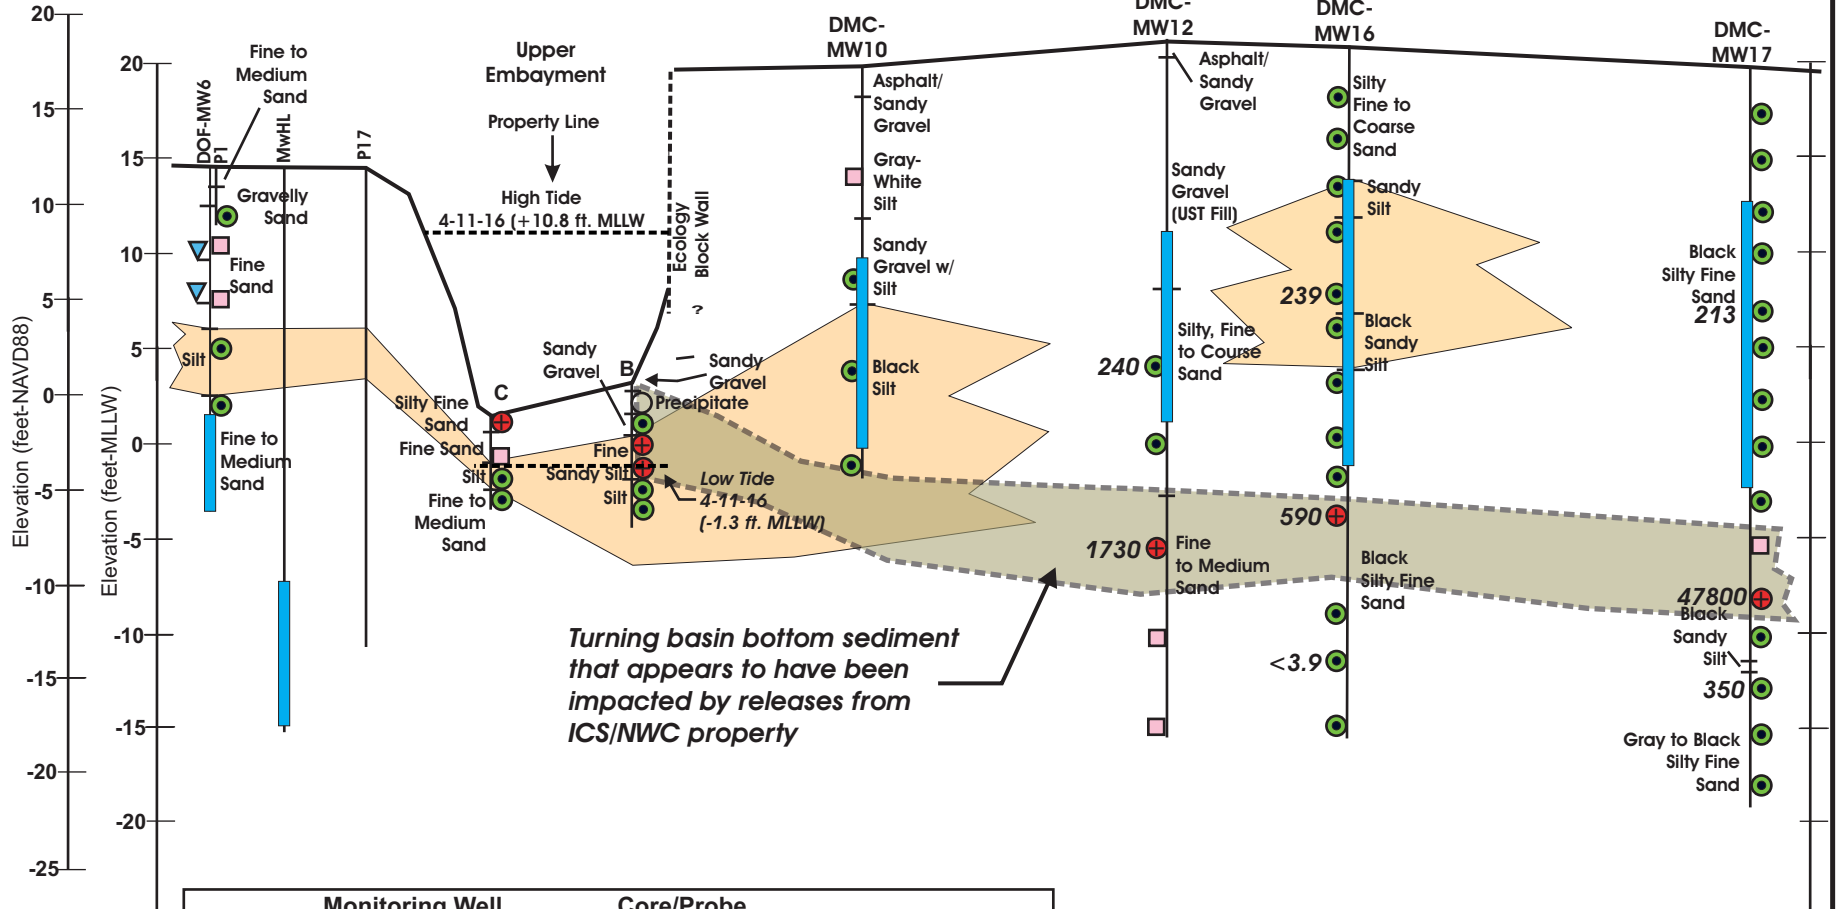 Elevation (feet-NAVD88)
20
15
10
5
0
-5
-10
-15
-20
-25
Elevation (feet-MLLW)
20
15
10
5
0
-5
-10
-15
-20
DOF-MW6
P1
MwHL
P17
Fine to
Medium
Sand
Gravelly
Sand
Fine
Sand
Silt
Fine to
Medium
Sand
Upper
Embayment
Property Line
High Tide
4-11-16 (+10.8 ft. MLLW
Ecology
Block Wall
?
C
Silty Fine
Sand
Fine Sand
Silt
Fine to
Medium
Sand
Sandy
Gravel
B
Sandy
Gravel
Precipitate
Fine
Sandy Silt
Silt
Low Tide
4-11-16
(-1.3 ft. MLLW)
DMC-
MW10
Asphalt/
Sandy
Gravel
Gray-
White
Silt
Sandy
Gravel w/
Silt
Black
Silt
DMC-
MW12
Asphalt/
Sandy
Gravel
Sandy
Gravel
(UST Fill)
Silty, Fine
to Course
Sand
240
1730
Fine
to Medium
Sand
DMC-
MW16
Silty
Fine to
Coarse
Sand
Sandy
Silt
239
Black
Sandy
Silt
590
Black
Silty Fine
Sand
<3.9
DMC-
MW17
Black
Silty Fine
Sand
213
47800
Black
Sandy
Silt
350
Gray to Black
Silty Fine
Sand
Turning basin bottom sediment
that appears to have been
impacted by releases from
ICS/NWC property
Monitoring Well
Core/Probe